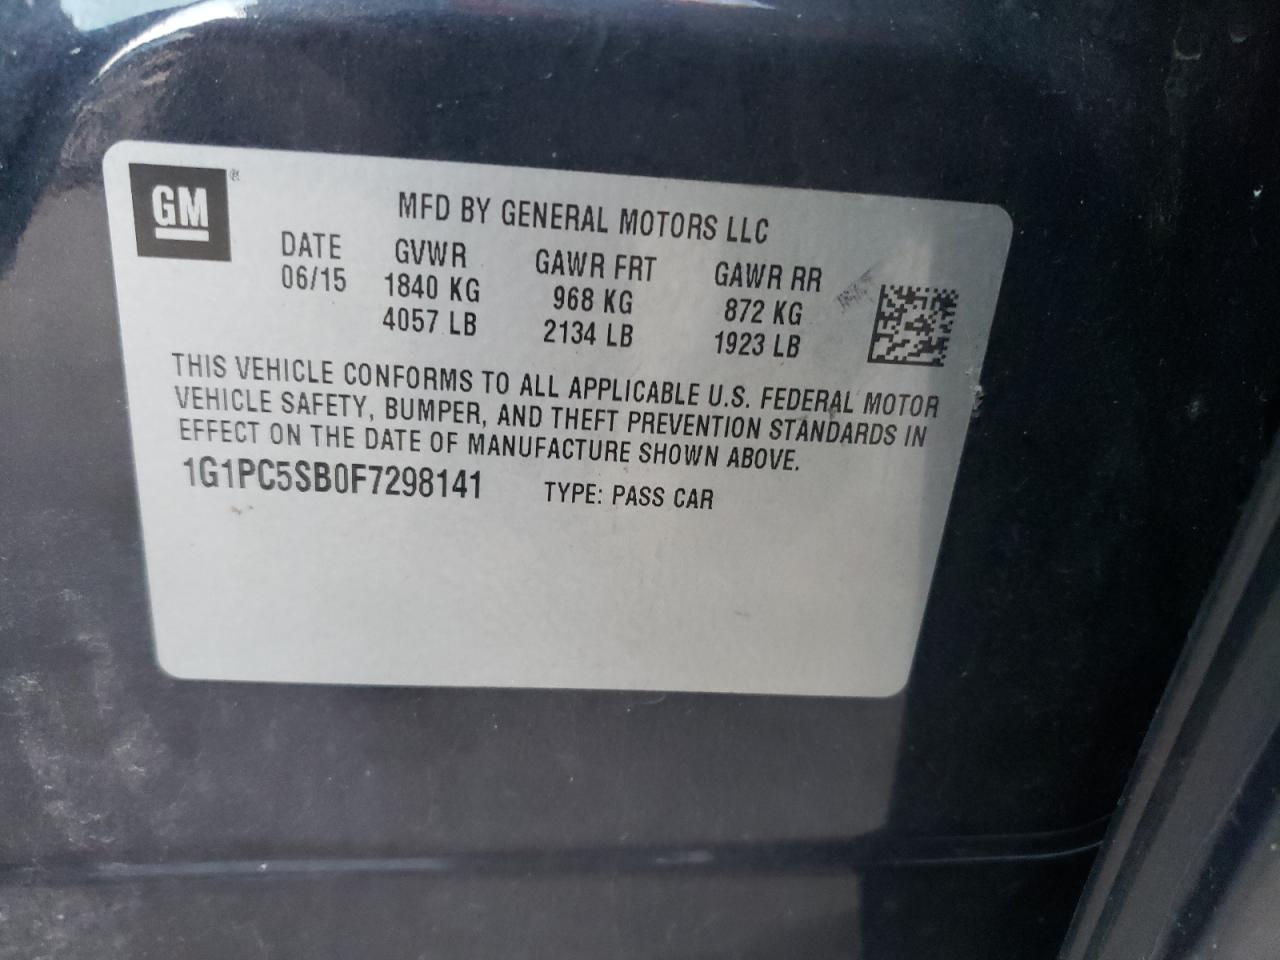 GM®
MFD BY GENERAL MOTORS LLC
DATE GVWR GAWR FRT GAWR RR
06/15 1840 KG 968 KG 872 KG
4057 LB 2134 LB 1923 LB
THIS VEHICLE CONFORMS TO ALL APPLICABLE U.S. FEDERAL MOTOR
VEHICLE SAFETY, BUMPER, AND THEFT PREVENTION STANDARDS IN
EFFECT ON THE DATE OF MANUFACTURE SHOWN ABOVE.
1G1PC5SB0F7298141 TYPE: PASS CAR